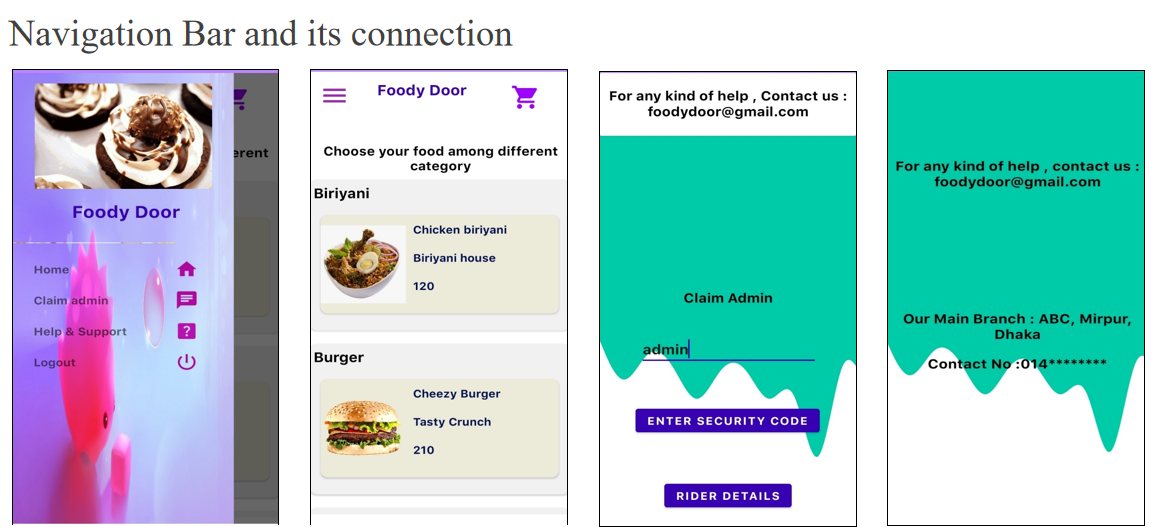 Navigation Bar and its connection
erent
Foody Door
Home
Claim admin
Help & Support
Logout
Foody Door
Choose your food among different
category
Biriyani
Chicken biriyani
Biriyani house
120
Burger
Cheezy Burger
Tasty Crunch
210
For any kind of help , Contact us :
foodydoor@gmail.com
Claim Admin
admin
ENTER SECURITY CODE
RIDER DETAILS
For any kind of help , contact us :
foodydoor@gmail.com
Our Main Branch : ABC, Mirpur,
Dhaka
Contact No :014********